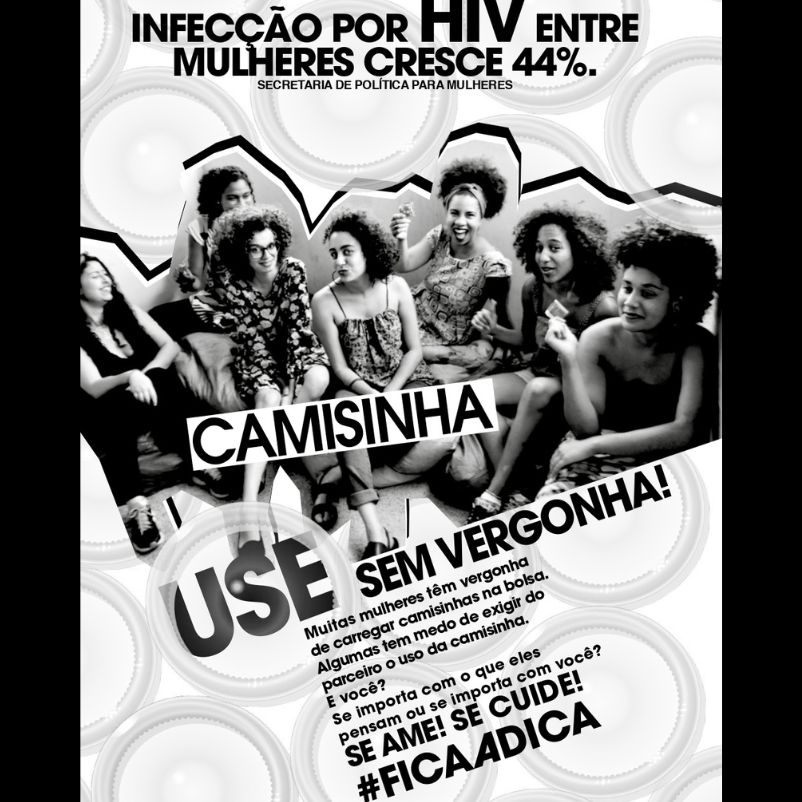 INFECÇÃO POR HIV ENTRE
MULHERES CRESCE 44%.
SECRETARIA DE POLÍTICA PARA MULHERES
CAMISINHA
USE SEM VERGONHA!
Muitas mulheres têm vergonha
de carregar camisinhas na bolsa.
Algumas tem medo de exigir do
parceiro o uso da camisinha.
E você?
Se importa com o que eles
pensam ou se importa com você?
SE AME! SE CUIDE!
#FICAADICA